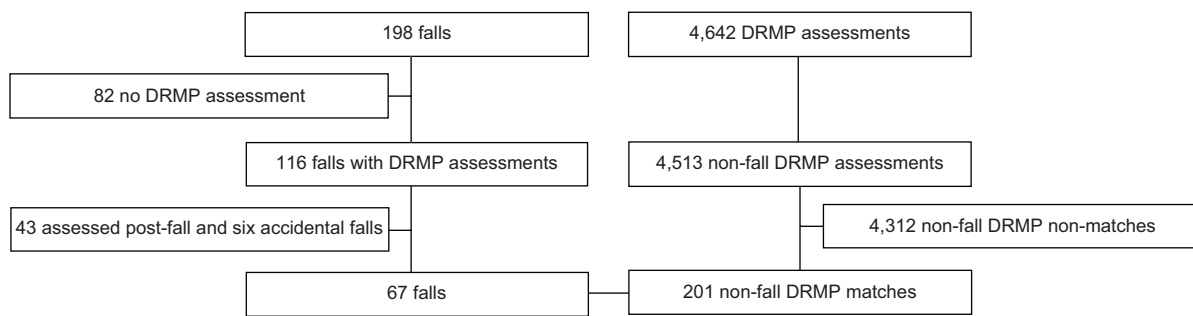 198 falls
4,642 DRMP assessments
82 no DRMP assessment
116 falls with DRMP assessments
4,513 non-fall DRMP assessments
43 assessed post-fall and six accidental falls
4,312 non-fall DRMP non-matches
67 falls
201 non-fall DRMP matches